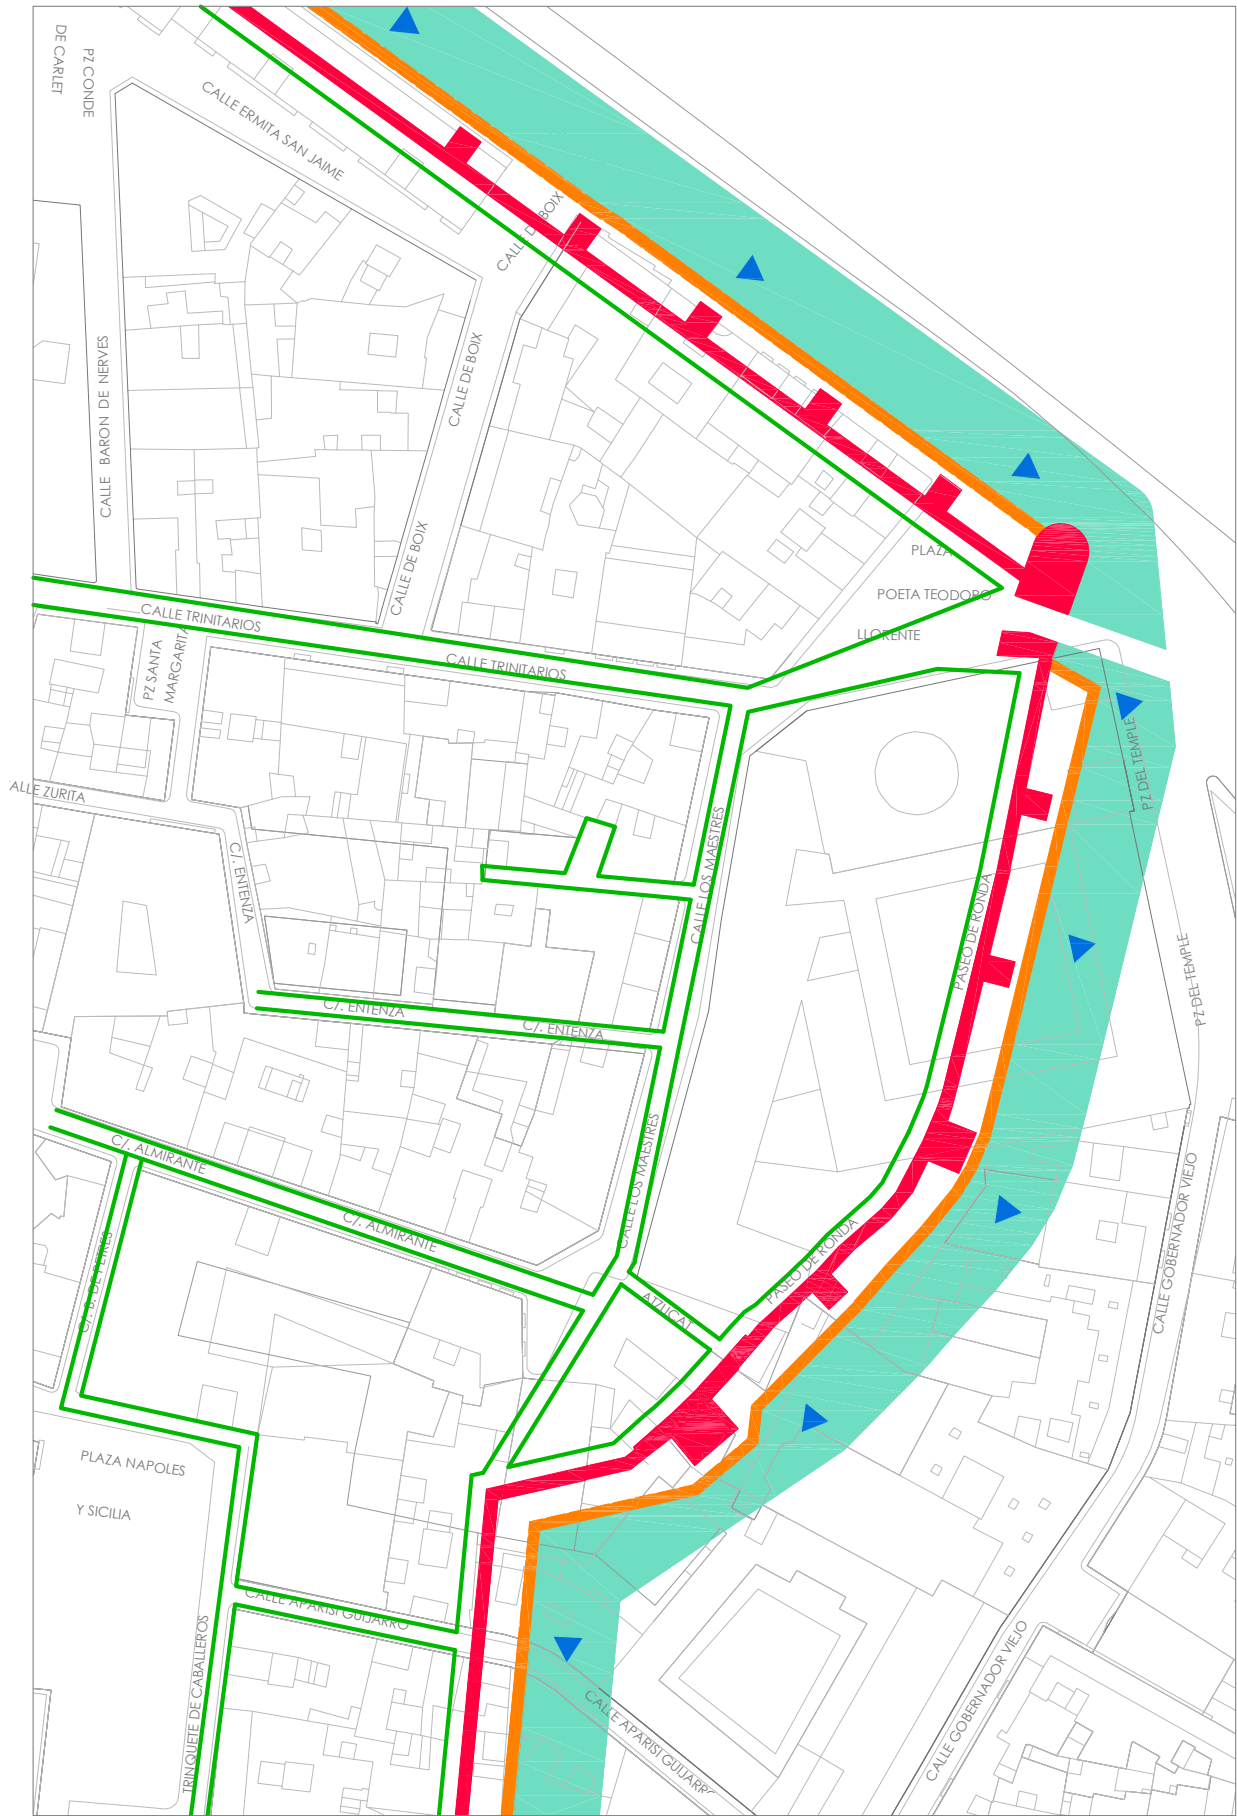 PZ CONDE
DE CARLET
CALLE ERMITA SAN JAIME
CALLE DE BOIX
CALLE BARON DE NERVES
CALLE DE BOIX
CALLE DE BOIX
PLAZA
POETA TEODORO
LLORENTE
CALLE TRINITARIOS
CALLE TRINITARIOS
PZ SANTA
MARGARITA
PZ DEL TEMPLE
ALLE ZURITA
C/. ENTENZA
CALLE LOS MAESTRES
PASEO DE RONDA
PZ DEL TEMPLE
C/. ENTENZA
C/. ENTENZA
C/. ALMIRANTE
C/. ALMIRANTE
CALLE LOS MAESTRES
CALLE GOBERNADOR VIEJO
C/. B. DE PETRES
PASEO DE RONDA
ATZUCAT
PLAZA NAPOLES
Y SICILIA
CALLE APARISI GUIJARRO
TRINQUETE DE CABALLEROS
CALLE APARISI GUIJARRO
CALLE GOBERNADOR VIEJO